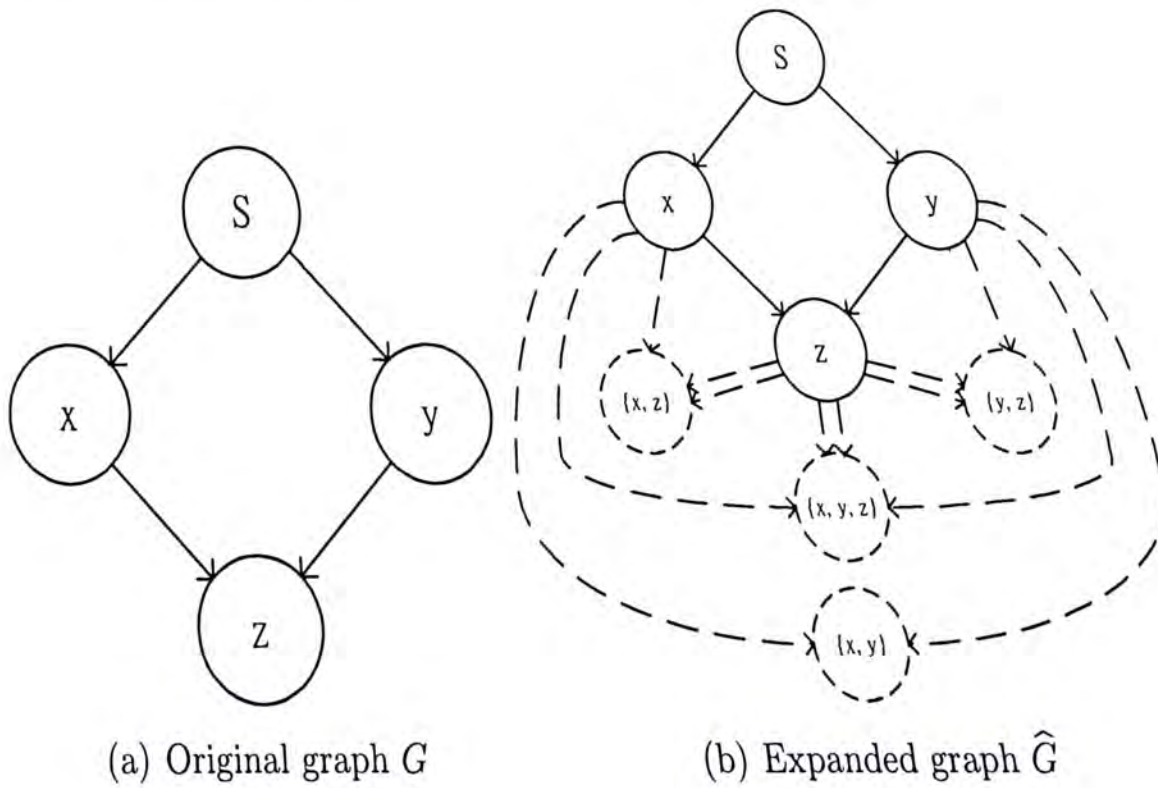 S
x
y
z
S
x
y
z
{x, z}
{y, z}
{x, y, z}
{x, y}
(a) Original graph G
(b) Expanded graph Ĝ